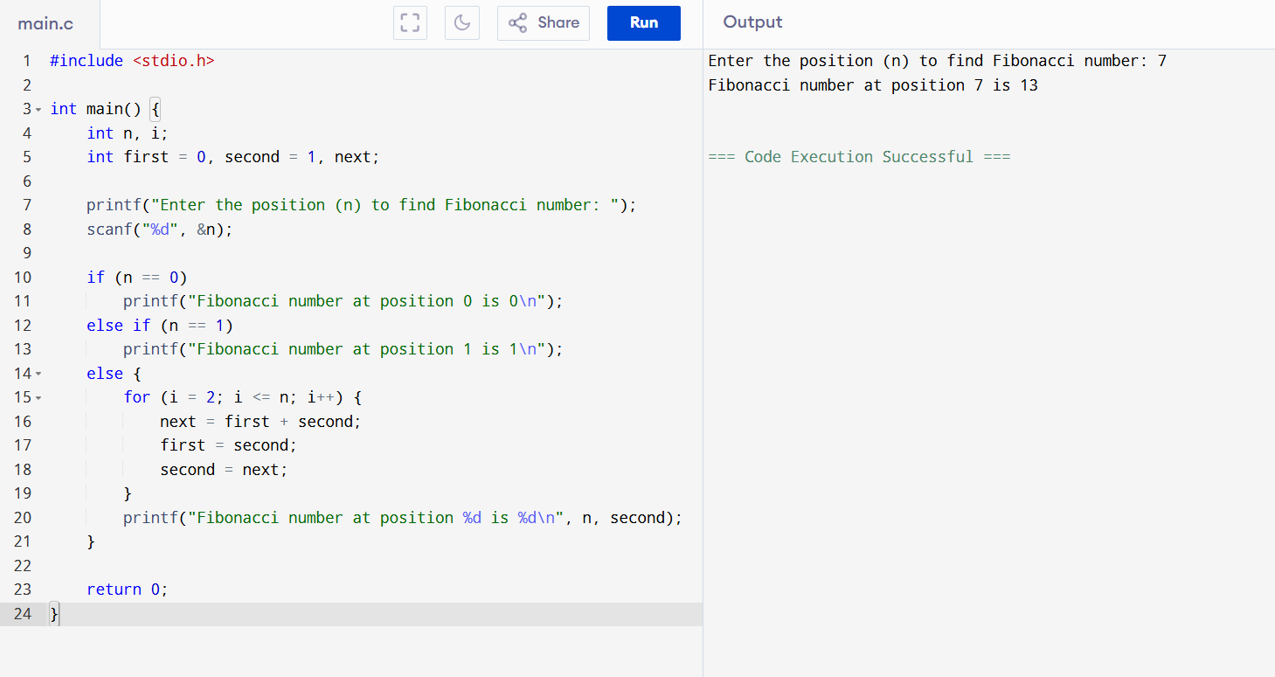 main.c
Share
Run
Output
1 #include <stdio.h>
2
3 int main() {
4     int n, i;
5     int first = 0, second = 1, next;
6
7     printf("Enter the position (n) to find Fibonacci number: ");
8     scanf("%d", &n);
9
10     if (n == 0)
11         printf("Fibonacci number at position 0 is 0\n");
12     else if (n == 1)
13         printf("Fibonacci number at position 1 is 1\n");
14     else {
15         for (i = 2; i <= n; i++) {
16             next = first + second;
17             first = second;
18             second = next;
19         }
20         printf("Fibonacci number at position %d is %d\n", n, second);
21     }
22
23     return 0;
24 }
Enter the position (n) to find Fibonacci number: 7
Fibonacci number at position 7 is 13
=== Code Execution Successful ===